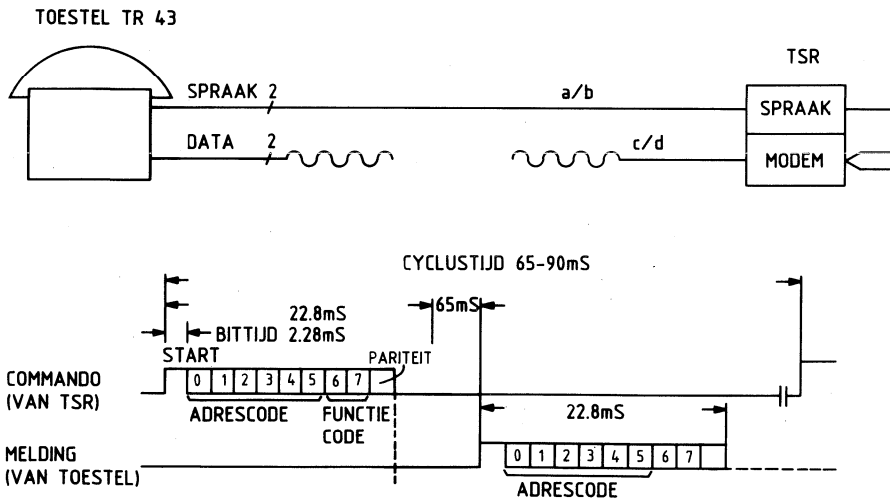 TOESTEL TR 43
TSR
SPRAAK 2
a/b
SPRAAK
DATA 2
c/d
MODEM
CYCLUSTIJD 65-90mS
22.8mS
65mS
BITTIJD 2.28mS
START
PARITEIT
COMMANDO
(VAN TSR)
0 1 2 3 4 5 6 7
ADRESCODE
FUNCTIE
CODE
22.8mS
MELDING
(VAN TOESTEL)
0 1 2 3 4 5 6 7
ADRESCODE